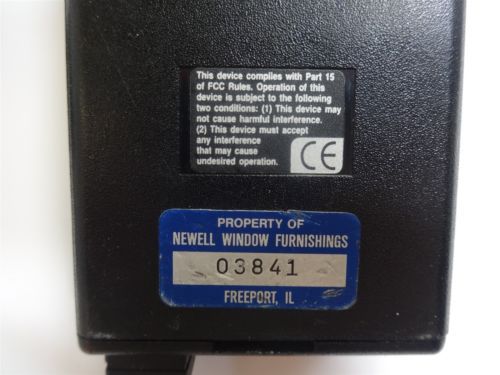 This device complies with Part 15
of FCC Rules. Operation of this
device is subject to the following
two conditions: (1) This device may
not cause harmful interference.
(2) This device must accept
any interference
that may cause
undesired operation.
CE
PROPERTY OF
NEWELL WINDOW FURNISHINGS
03841
FREEPORT, IL